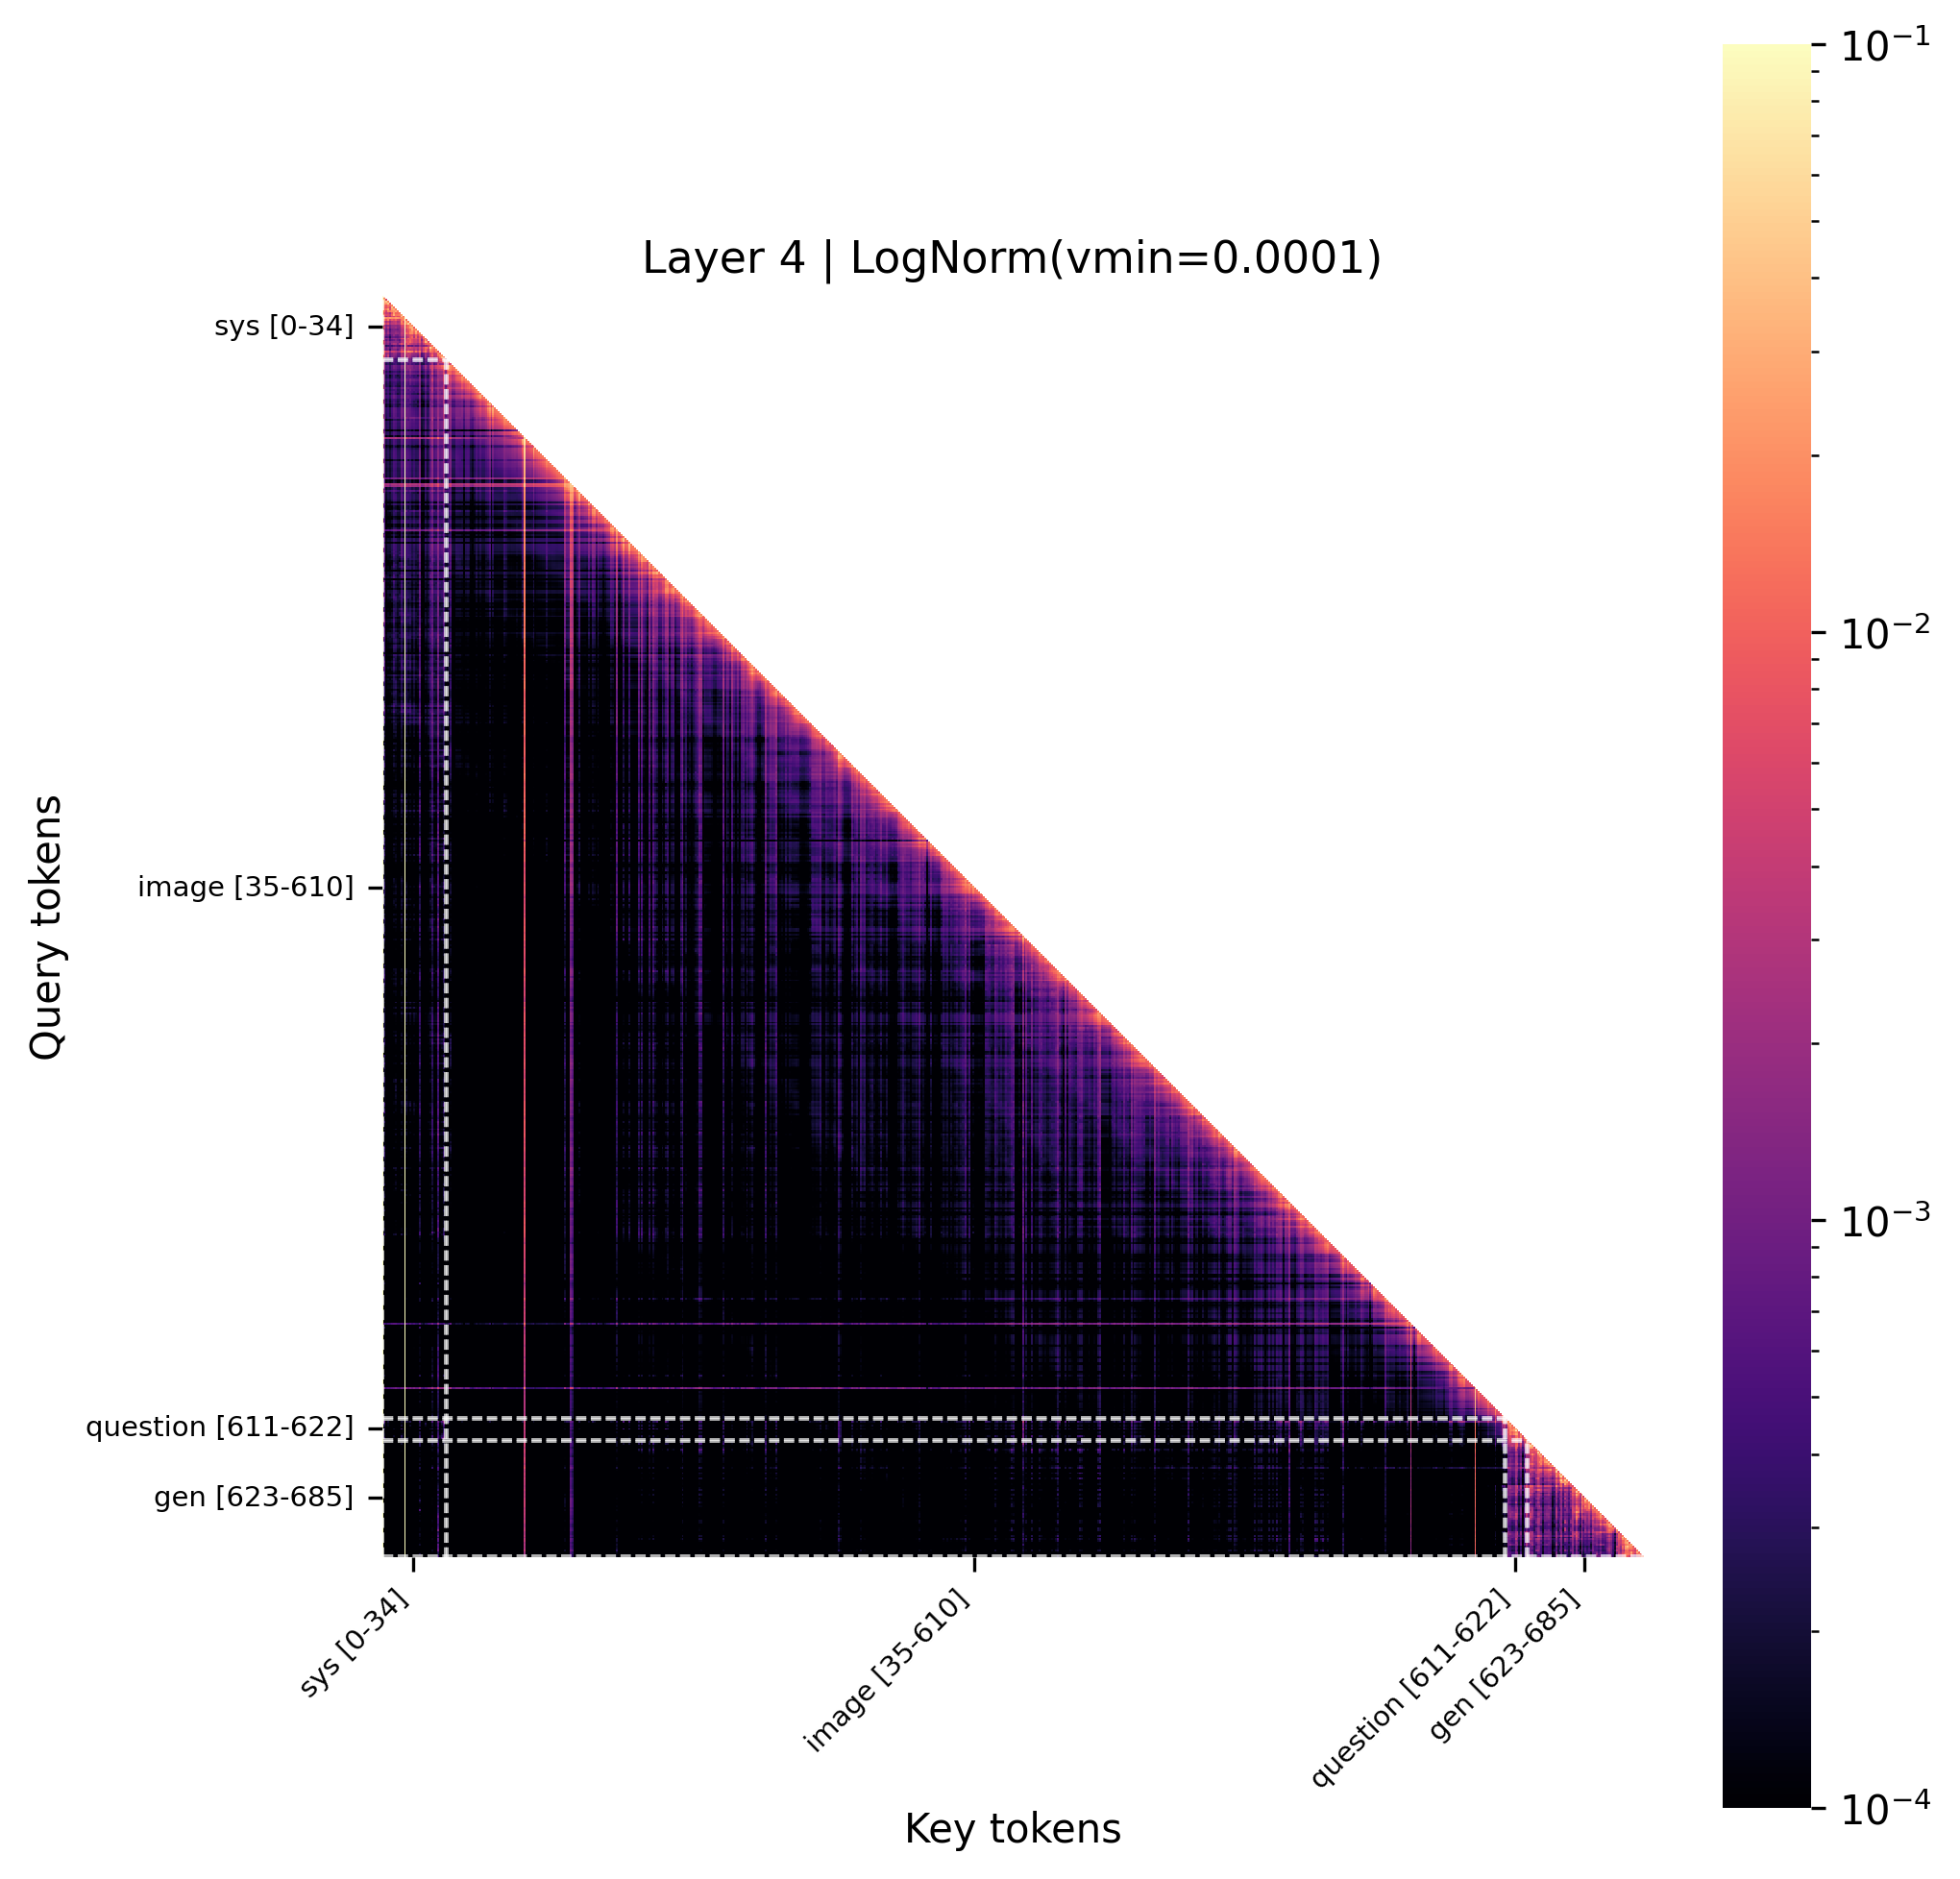 Layer 4 | LogNorm(vmin=0.0001)
Query tokens
sys [0-34]
image [35-610]
question [611-622]
gen [623-685]
sys [0-34]
image [35-610]
question [611-622]
gen [623-685]
Key tokens
10⁻¹
10⁻²
10⁻³
10⁻⁴